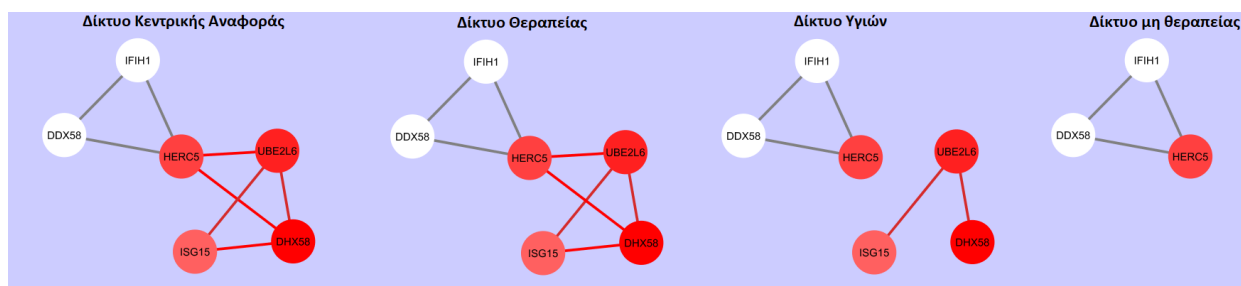 Δίκτυο Κεντρικής Αναφοράς
IFIH1
DDX58
HERC5
UBE2L6
ISG15
DHX58
Δίκτυο Θεραπείας
IFIH1
DDX58
HERC5
UBE2L6
ISG15
DHX58
Δίκτυο Υγιών
IFIH1
DDX58
HERC5
UBE2L6
ISG15
DHX58
Δίκτυο μη θεραπείας
IFIH1
DDX58
HERC5